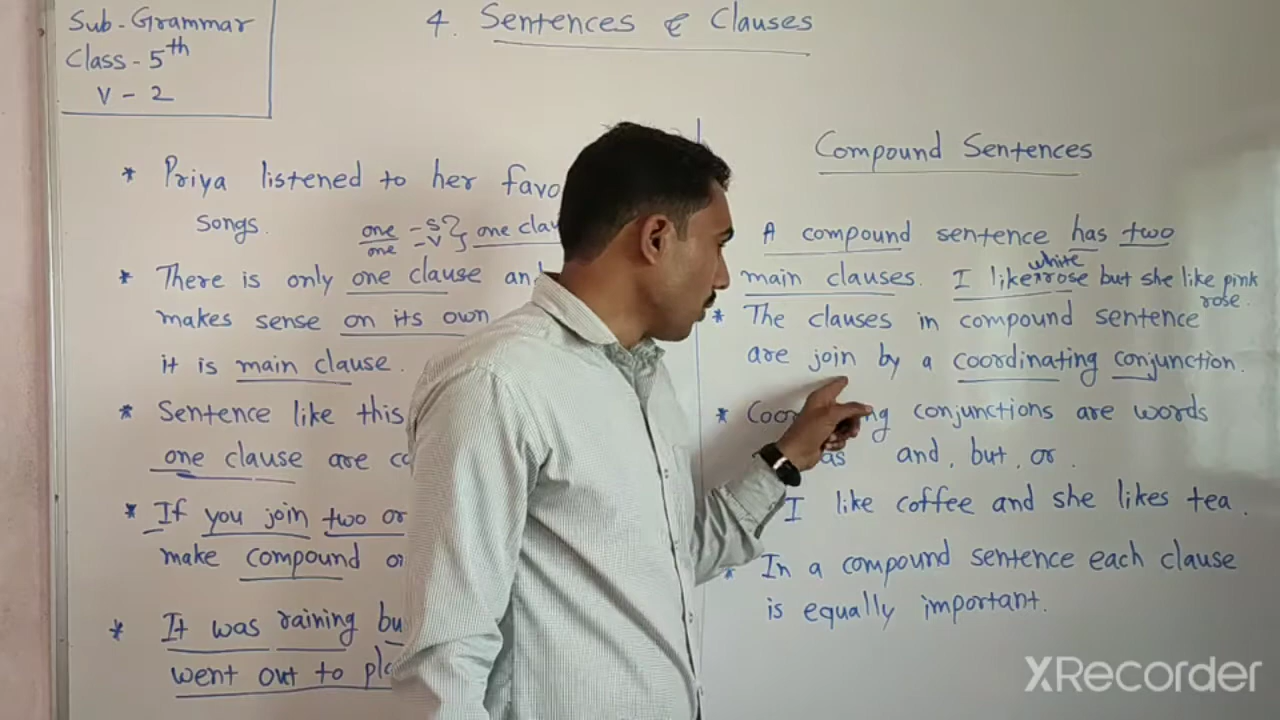 Sub - Grammar
Class - 5th
V - 2
4. Sentences & Clauses
* Priya listened to her favo
songs.
one - S } one clau
one - V
* There is only one clause an
makes sense on its own
it is main clause.
* Sentence like this
one clause are c
* If you join two or
make compound o
* It was raining bu
went out to pl
Compound Sentences
A compound sentence has two
main clauses. I like white rose but she like pink
rose.
* The clauses in compound sentence
are join by a coordinating conjunction.
* Coo ng conjunctions are words
as and, but, or.
I like coffee and she likes tea.
* In a compound sentence each clause
is equally important.
XRecorder